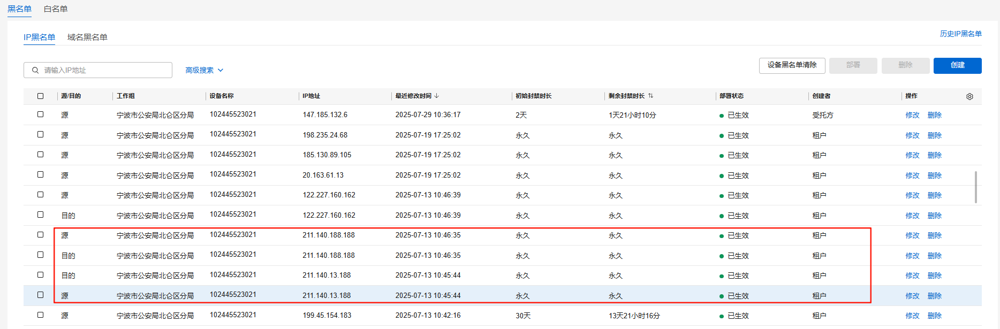 黑名单 白名单
IP黑名单 域名黑名单 历史IP黑名单
请输入IP地址 高级搜索 设备黑名单清除 部署 删除 创建
源/目的 工作组 设备名称 IP地址 最近修改时间 初始封禁时长 剩余封禁时长 部署状态 创建者 操作
源 宁波市公安局北仑区分局 102445523021 147.185.132.6 2025-07-29 10:36:17 2天 1天21小时10分 已生效 受托方 修改 删除
源 宁波市公安局北仑区分局 102445523021 198.235.24.68 2025-07-19 17:25:02 永久 永久 已生效 租户 修改 删除
源 宁波市公安局北仑区分局 102445523021 185.130.89.105 2025-07-19 17:25:02 永久 永久 已生效 租户 修改 删除
源 宁波市公安局北仑区分局 102445523021 20.163.61.13 2025-07-19 17:25:02 永久 永久 已生效 租户 修改 删除
源 宁波市公安局北仑区分局 102445523021 122.227.160.162 2025-07-13 10:46:39 永久 永久 已生效 租户 修改 删除
目的 宁波市公安局北仑区分局 102445523021 122.227.160.162 2025-07-13 10:46:39 永久 永久 已生效 租户 修改 删除
源 宁波市公安局北仑区分局 102445523021 211.140.188.188 2025-07-13 10:46:35 永久 永久 已生效 租户 修改 删除
目的 宁波市公安局北仑区分局 102445523021 211.140.188.188 2025-07-13 10:46:35 永久 永久 已生效 租户 修改 删除
目的 宁波市公安局北仑区分局 102445523021 211.140.13.188 2025-07-13 10:45:44 永久 永久 已生效 租户 修改 删除
源 宁波市公安局北仑区分局 102445523021 211.140.13.188 2025-07-13 10:45:44 永久 永久 已生效 租户 修改 删除
源 宁波市公安局北仑区分局 102445523021 199.45.154.183 2025-07-13 10:42:16 30天 13天21小时16分 已生效 租户 修改 删除